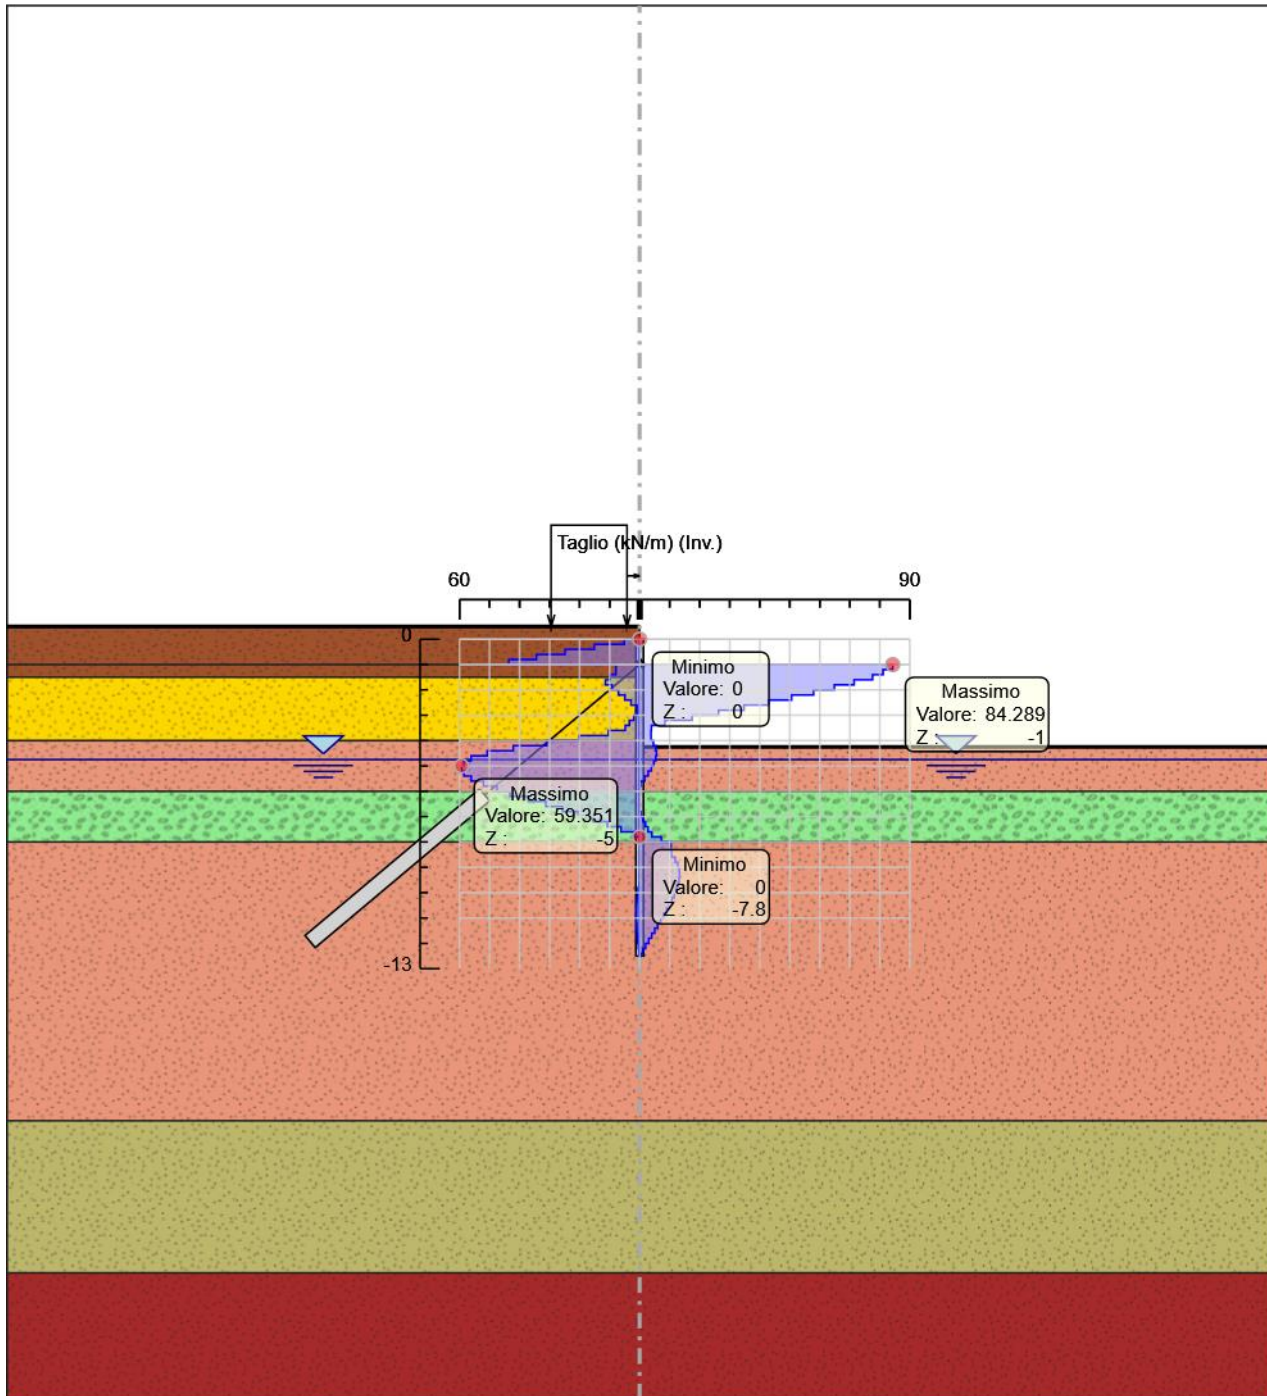 Taglio (kN/m) (Inv.)
60
90
0
Minimo
Valore: 0
Z : 0
Massimo
Valore: 84.289
Z : -1
Massimo
Valore: 59.351
Z : -5
Minimo
Valore: 0
Z : -7.8
-13